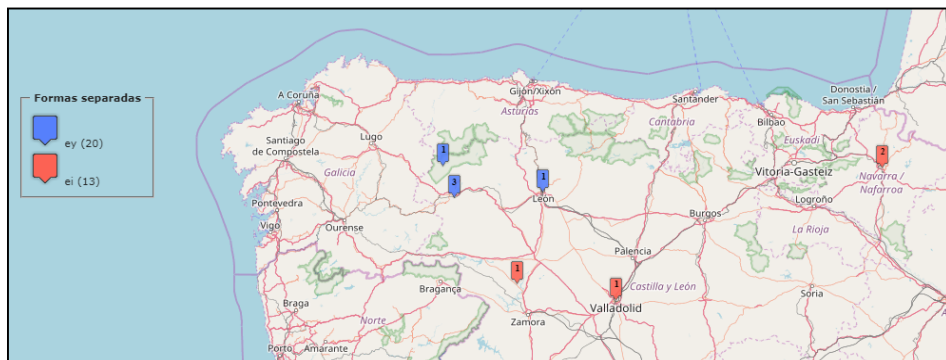 Formas separadas
ey (20)
ei (13)
A Coruña
Santiago
de Compostela
Lugo
Galicia
Pontevedra
Vigo
Ourense
Gijón/Xixón
Asturias
Santander
Cantabria
Bilbao
Donostia /
San Sebastián
Euskadi
Vitoria-Gasteiz
Navarra /
Nafarroa
Logroño
La Rioja
Burgos
León
Palencia
Castilla y León
Valladolid
Soria
Zamora
Bragança
Braga
Norte
Porto
Amarante
1
3
1
1
1
2
A